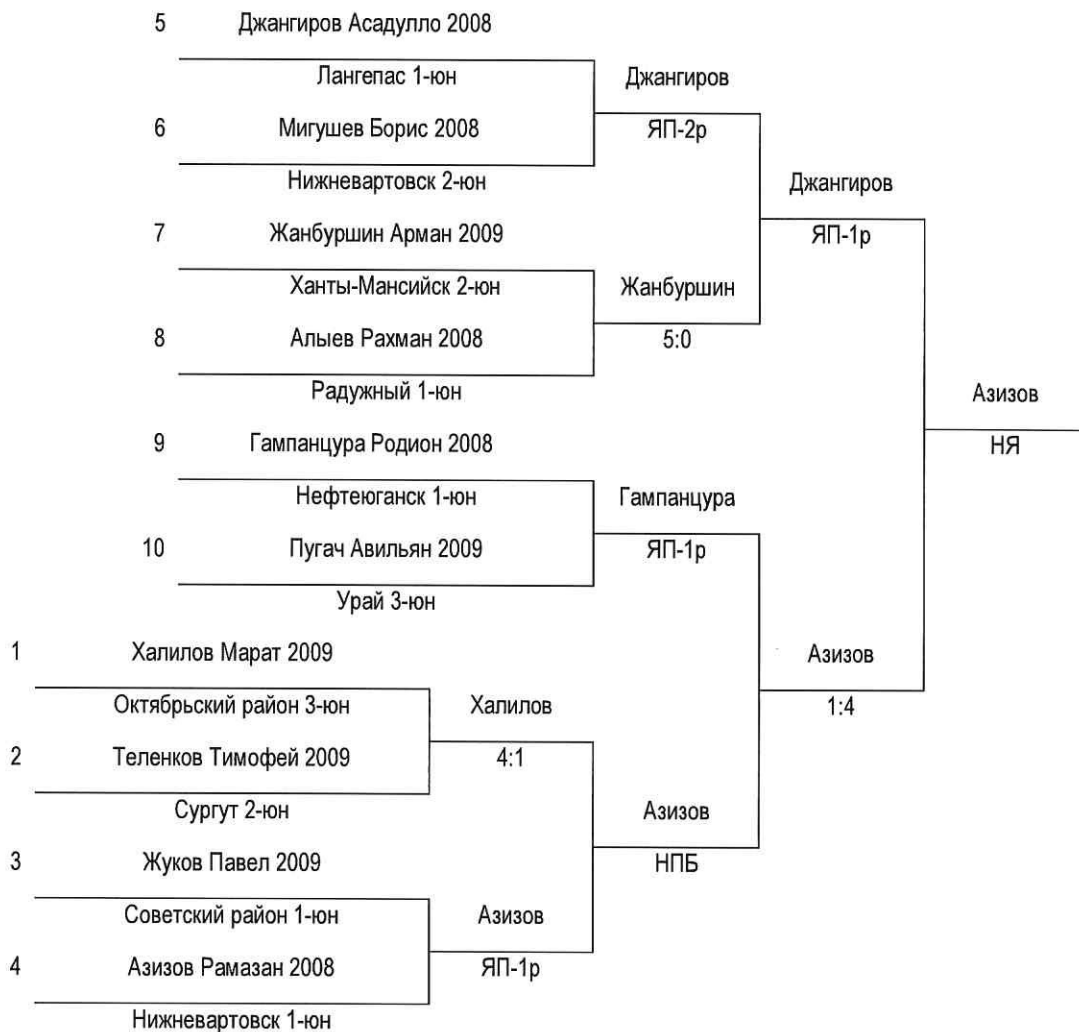 5 Джангиров Асадулло 2008
Лангепас 1-юн Джангиров
6 Мигушев Борис 2008 ЯП-2р
Нижневартовск 2-юн Джангиров
7 Жанбуршин Арман 2009 ЯП-1р
Ханты-Мансийск 2-юн Жанбуршин
8 Алыев Рахман 2008 5:0
Радужный 1-юн Азизов
9 Гампанцура Родион 2008 НЯ
Нефтеюганск 1-юн Гампанцура
10 Пугач Авильян 2009 ЯП-1р
Урай 3-юн
1 Халилов Марат 2009 Азизов
Октябрьский район 3-юн Халилов 1:4
2 Теленков Тимофей 2009 4:1
Сургут 2-юн Азизов
3 Жуков Павел 2009 НПБ
Советский район 1-юн Азизов
4 Азизов Рамазан 2008 ЯП-1р
Нижневартовск 1-юн